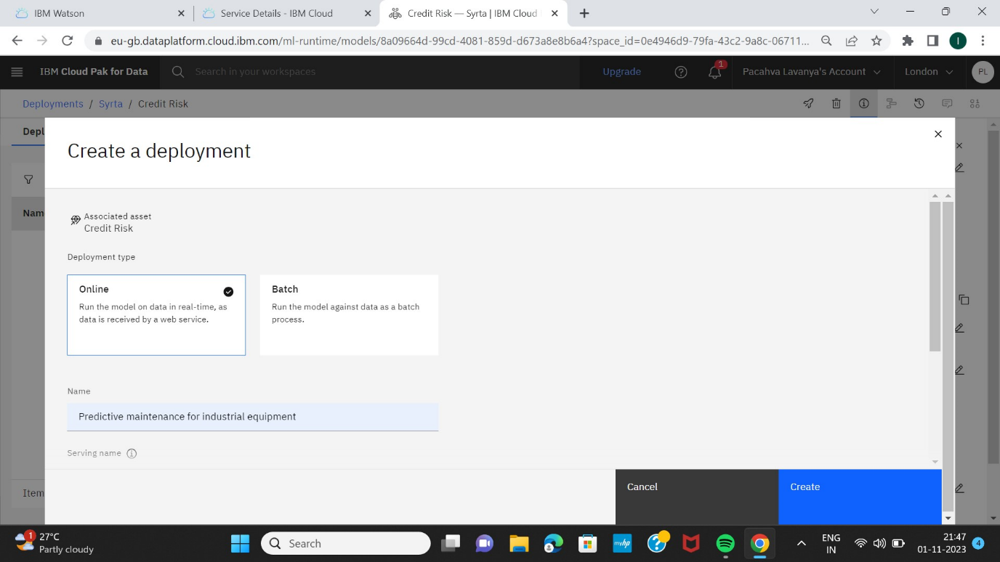 IBM Watson
Service Details - IBM Cloud
Credit Risk — Syrta | IBM Cloud
eu-gb.dataplatform.cloud.ibm.com/ml-runtime/models/8a09664d-99cd-4081-859d-d673a8e8b6a4?space_id=0e4946d9-79fa-43c2-9a8c-06711...
I
IBM Cloud Pak for Data
Search in your workspaces
Upgrade
1
Pacahva Lavanya's Account
London
PL
Deployments / Syrta / Credit Risk
Depl
Create a deployment
Nam
Associated asset
Credit Risk
Deployment type
Online
Run the model on data in real-time, as
data is received by a web service.
Batch
Run the model against data as a batch
process.
Name
Predictive maintenance for industrial equipment
Serving name
Item
Cancel
Create
1
27°C
Partly cloudy
Search
myhp
ENG
IN
21:47
01-11-2023
4